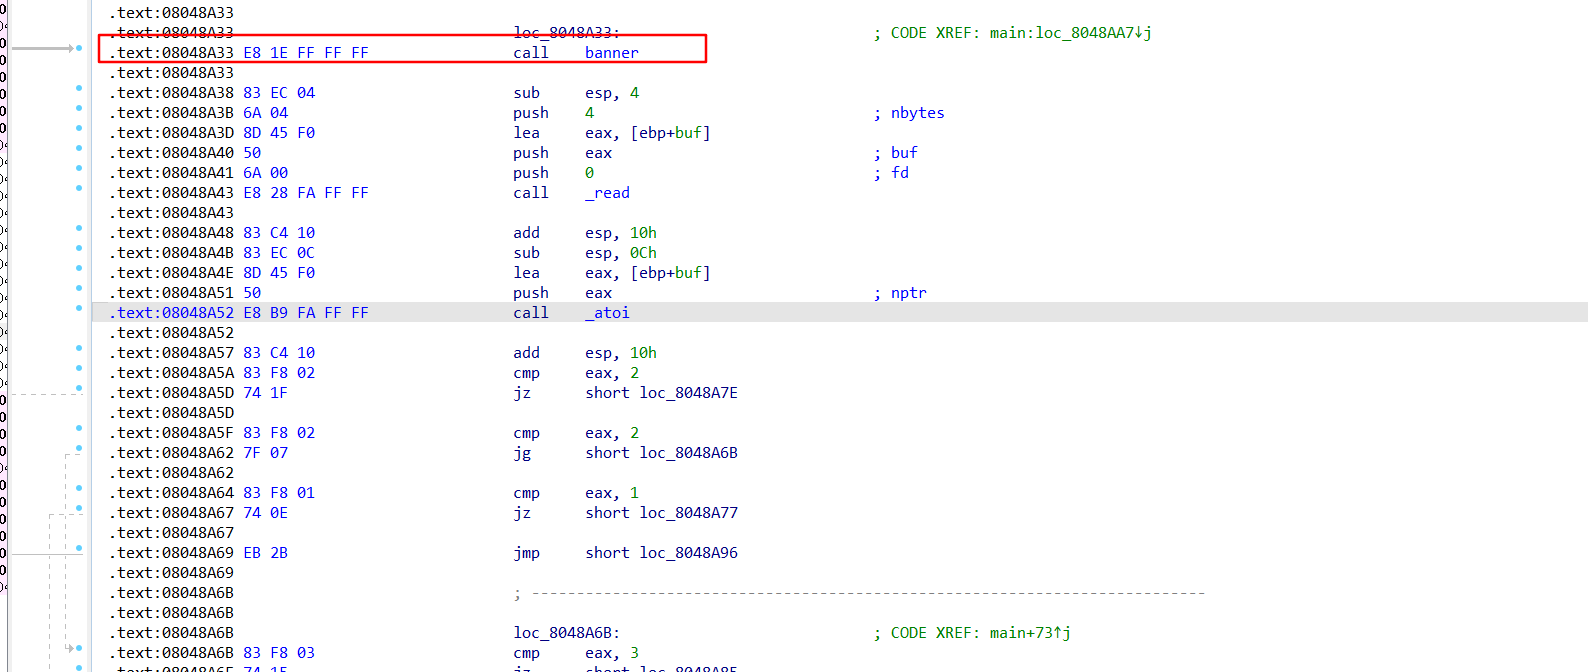 .text:08048A33
.text:08048A33 loc_8048A33: ; CODE XREF: main:loc_8048AA7↓j
.text:08048A33 E8 1E FF FF FF call banner
.text:08048A33
.text:08048A38 83 EC 04 sub esp, 4
.text:08048A3B 6A 04 push 4 ; nbytes
.text:08048A3D 8D 45 F0 lea eax, [ebp+buf]
.text:08048A40 50 push eax ; buf
.text:08048A41 6A 00 push 0 ; fd
.text:08048A43 E8 28 FA FF FF call _read
.text:08048A43
.text:08048A48 83 C4 10 add esp, 10h
.text:08048A4B 83 EC 0C sub esp, 0Ch
.text:08048A4E 8D 45 F0 lea eax, [ebp+buf]
.text:08048A51 50 push eax ; nptr
.text:08048A52 E8 B9 FA FF FF call _atoi
.text:08048A52
.text:08048A57 83 C4 10 add esp, 10h
.text:08048A5A 83 F8 02 cmp eax, 2
.text:08048A5D 74 1F jz short loc_8048A7E
.text:08048A5D
.text:08048A5F 83 F8 02 cmp eax, 2
.text:08048A62 7F 07 jg short loc_8048A6B
.text:08048A62
.text:08048A64 83 F8 01 cmp eax, 1
.text:08048A67 74 0E jz short loc_8048A77
.text:08048A67
.text:08048A69 EB 2B jmp short loc_8048A96
.text:08048A69
.text:08048A6B ; ---------------------------------------------------------------------------
.text:08048A6B
.text:08048A6B loc_8048A6B: ; CODE XREF: main+73↑j
.text:08048A6B 83 F8 03 cmp eax, 3
.text:08048A6E 74 15 jz short loc_8048A85